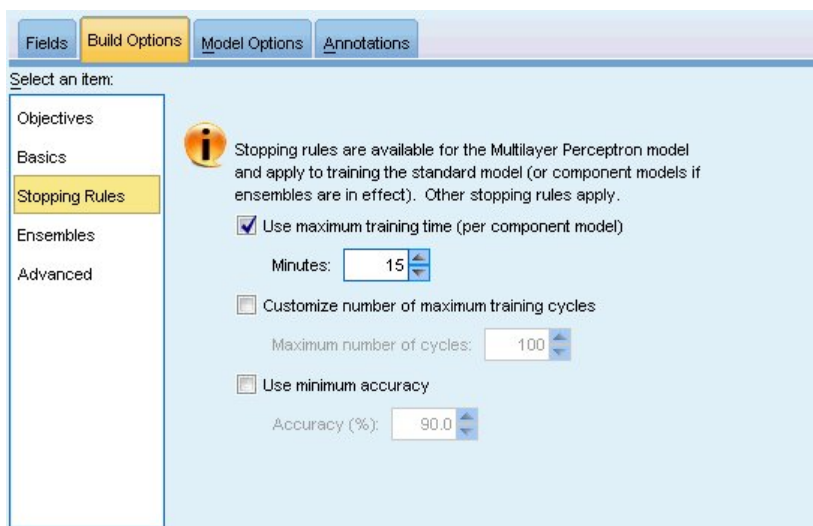 Fields Build Options Model Options Annotations
Select an item:
Objectives
Basics
Stopping Rules
Ensembles
Advanced
i
Stopping rules are available for the Multilayer Perceptron model
and apply to training the standard model (or component models if
ensembles are in effect). Other stopping rules apply.
Use maximum training time (per component model)
Minutes: 15
Customize number of maximum training cycles
Maximum number of cycles: 100
Use minimum accuracy
Accuracy (%): 90.0